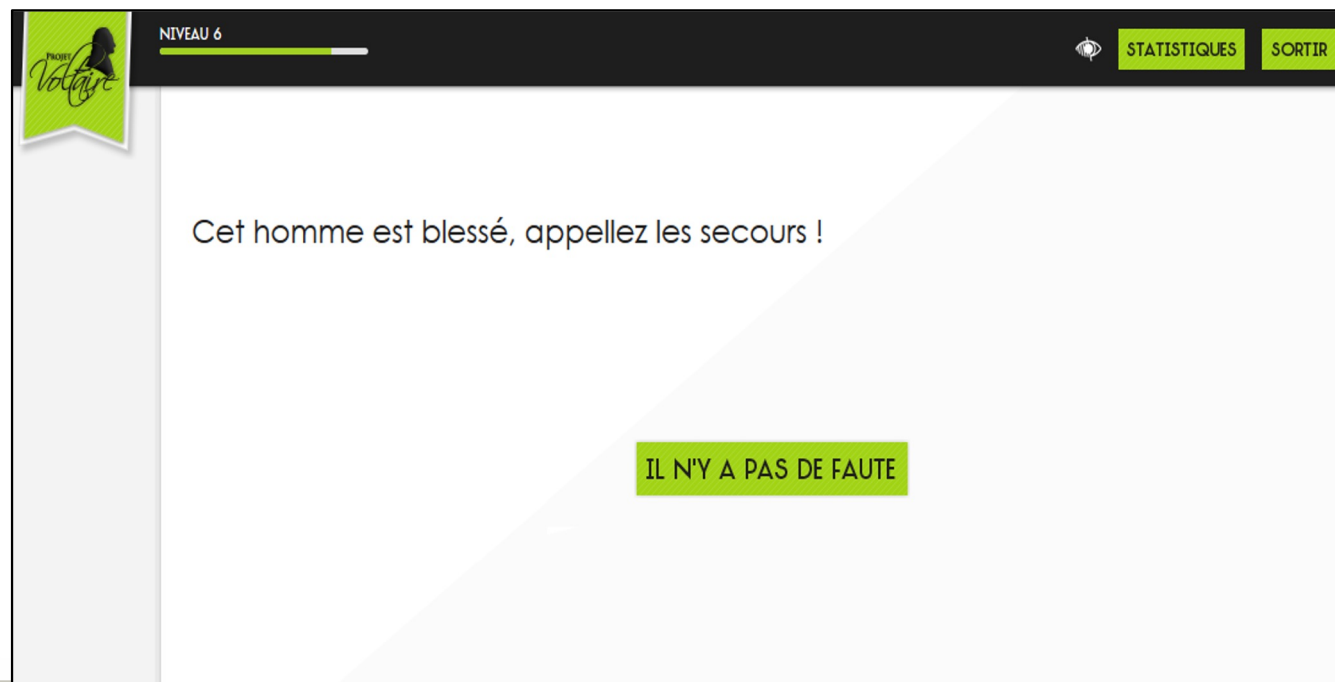 PROJET
Voltaire
NIVEAU 6
STATISTIQUES
SORTIR
Cet homme est blessé, appellez les secours !
IL N'Y A PAS DE FAUTE